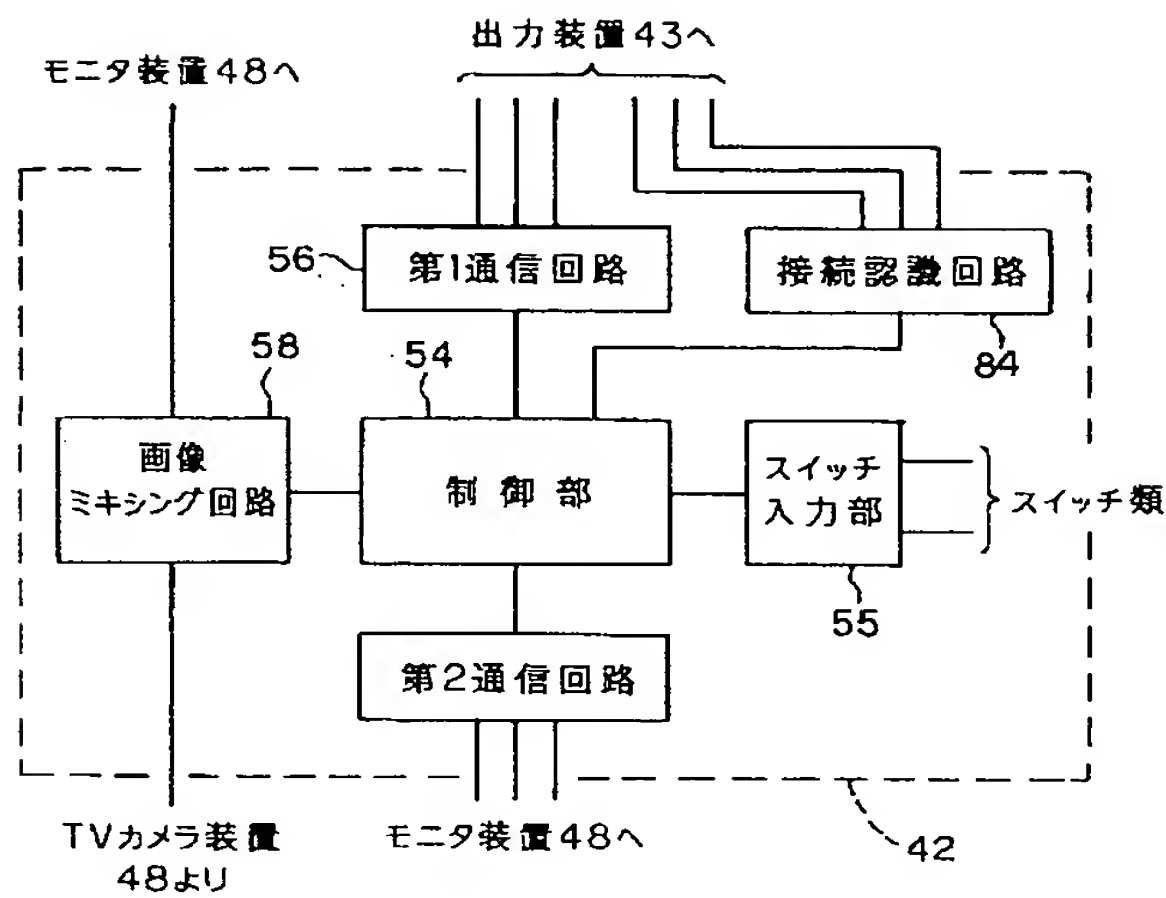 出力装置43へ
モニタ装置48へ
56
第1通信回路
接続認識回路
84
58
54
画像
ミキシング回路
制御部
スイッチ
入力部
スイッチ類
55
第2通信回路
TVカメラ装置
48より
モニタ装置48へ
42